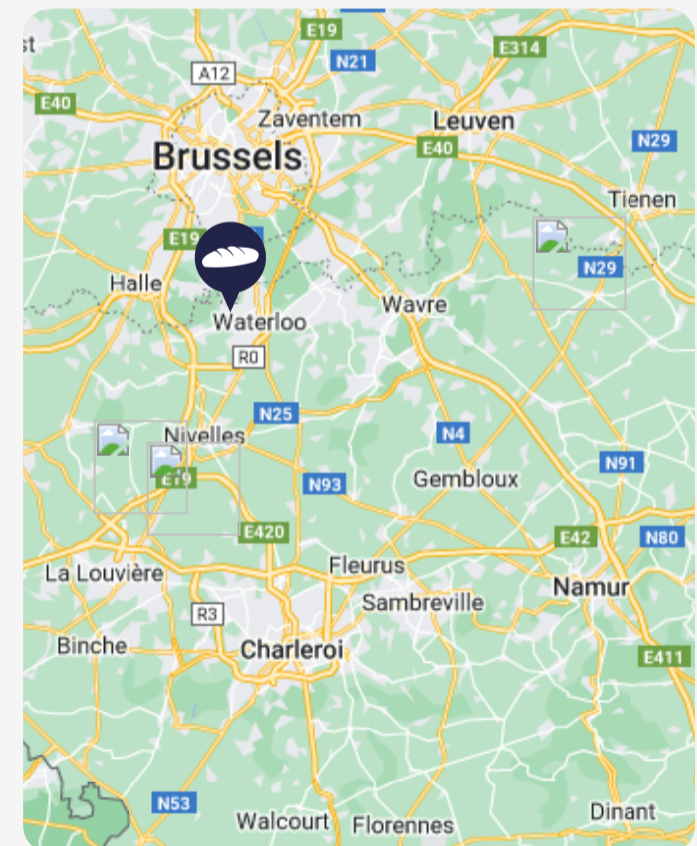 E19
E314
A12
N21
E40
Zaventem
Leuven
Brussels
E40
N29
Tienen
E19
N29
Halle
Wavre
Waterloo
R0
N25
Nivelles
N4
N91
E19
N93
Gembloux
E420
E42
N80
La Louvière
Fleurus
Namur
R3
Sambreville
Binche
Charleroi
E411
N53
Walcourt
Florennes
Dinant